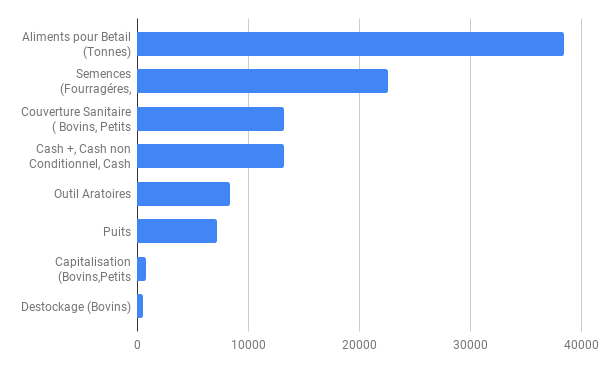 Aliments pour Betail
(Tonnes)
Semences
(Fourragéres,
Couverture Sanitaire
( Bovins, Petits
Cash +, Cash non
Conditionnel, Cash
Outil Aratoires
Puits
Capitalisation
(Bovins,Petits
Destockage (Bovins)
0
10000
20000
30000
40000